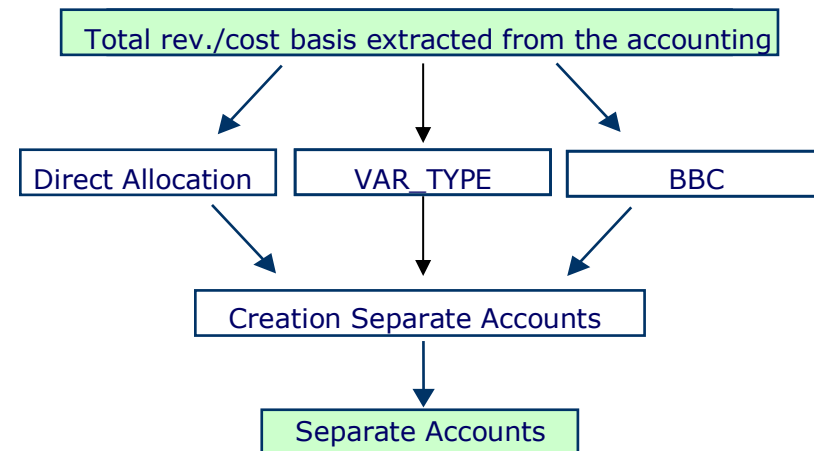 Total rev./cost basis extracted from the accounting
Direct Allocation
VAR_TYPE
BBC
Creation Separate Accounts
Separate Accounts